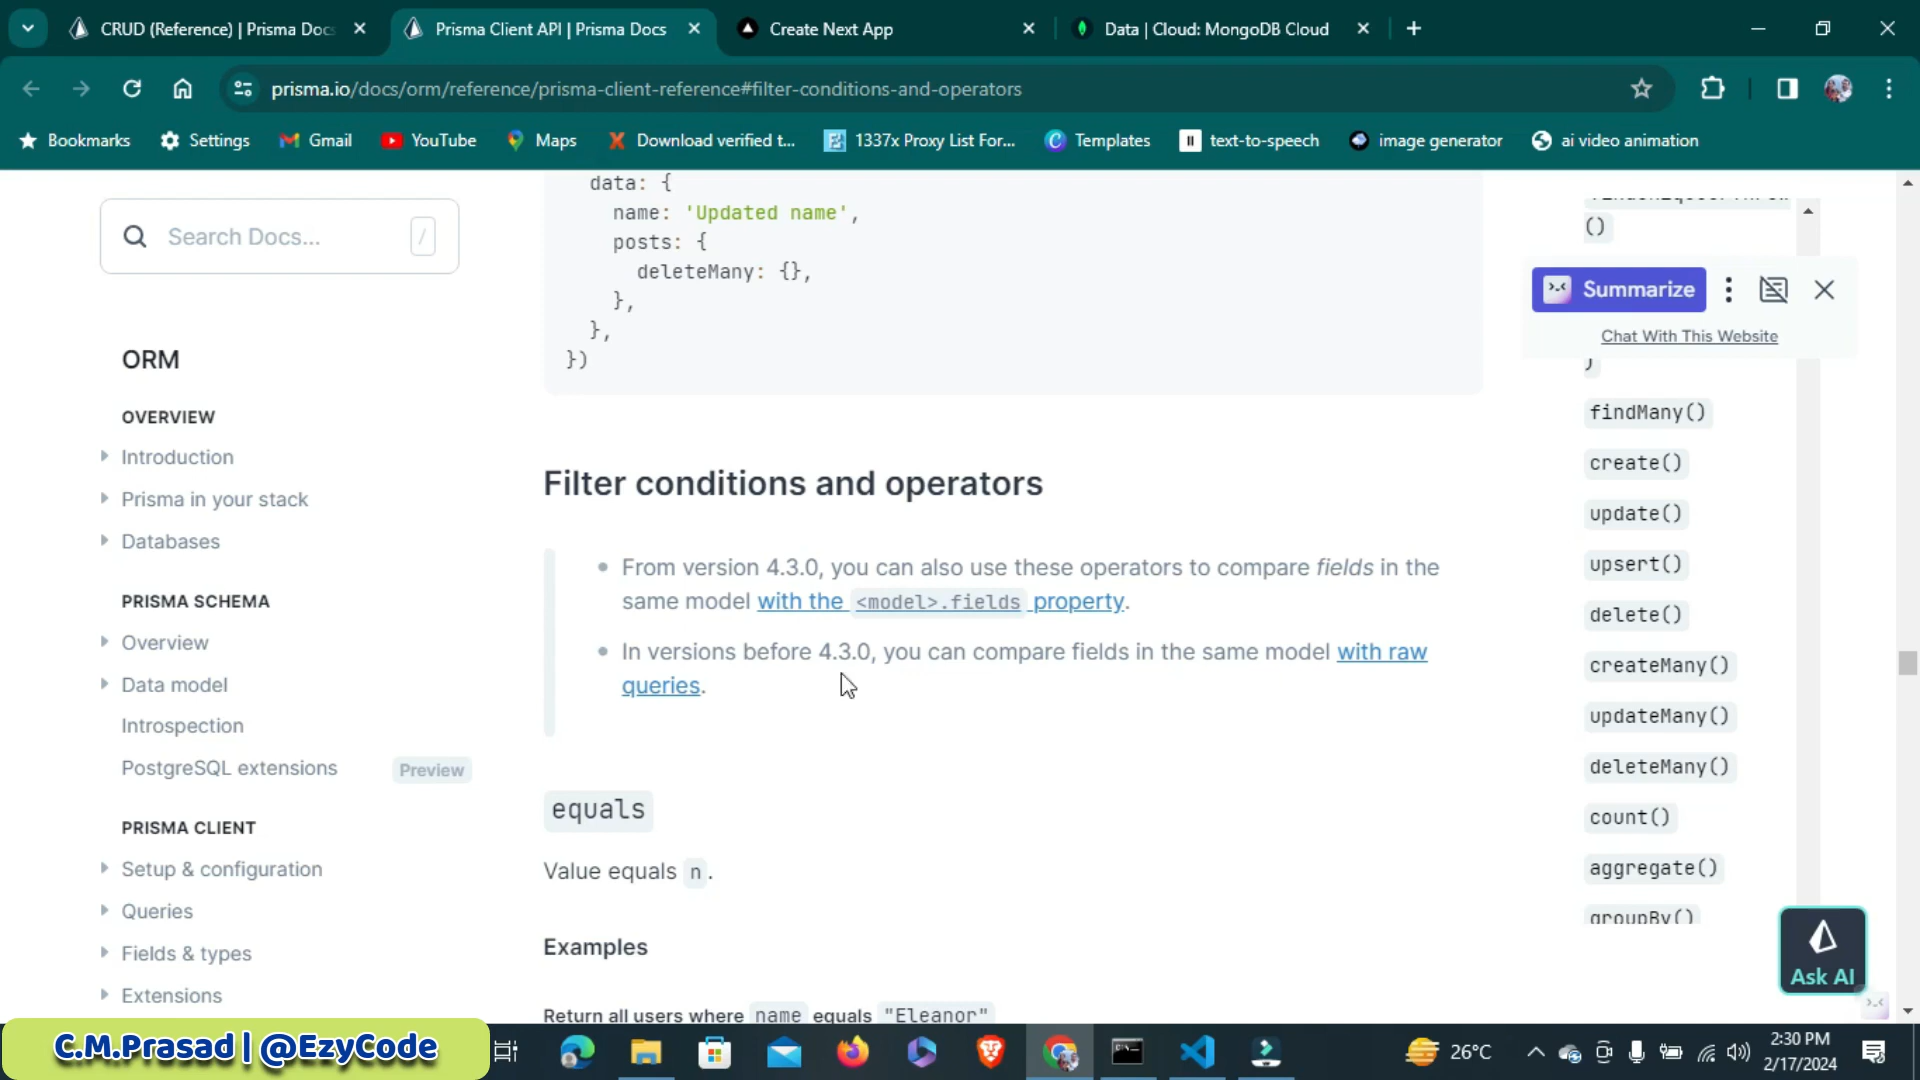 CRUD (Reference) | Prisma Doc
Prisma Client API | Prisma Docs
Create Next App
Data | Cloud: MongoDB Cloud
prisma.io/docs/orm/reference/prisma-client-reference#filter-conditions-and-operators
Bookmarks
Settings
Gmail
YouTube
Maps
Download verified t...
1337x Proxy List For...
Templates
text-to-speech
image generator
ai video animation
Search Docs...
/
ORM
OVERVIEW
Introduction
Prisma in your stack
Databases
PRISMA SCHEMA
Overview
Data model
Introspection
PostgreSQL extensions
Preview
PRISMA CLIENT
Setup & configuration
Queries
Fields & types
Extensions
data: {
name: 'Updated name',
posts: {
deleteMany: {},
},
},
})
Filter conditions and operators
From version 4.3.0, you can also use these operators to compare fields in the
same model with the <model>.fields property.
In versions before 4.3.0, you can compare fields in the same model with raw
queries.
equals
Value equals n.
Examples
Return all users where name equals "Eleanor"
()
Summarize
Chat With This Website
)
findMany()
create()
update()
upsert()
delete()
createMany()
updateMany()
deleteMany()
count()
aggregate()
groupBy()
Ask AI
C.M.Prasad | @EzyCode
26°C
2:30 PM
2/17/2024